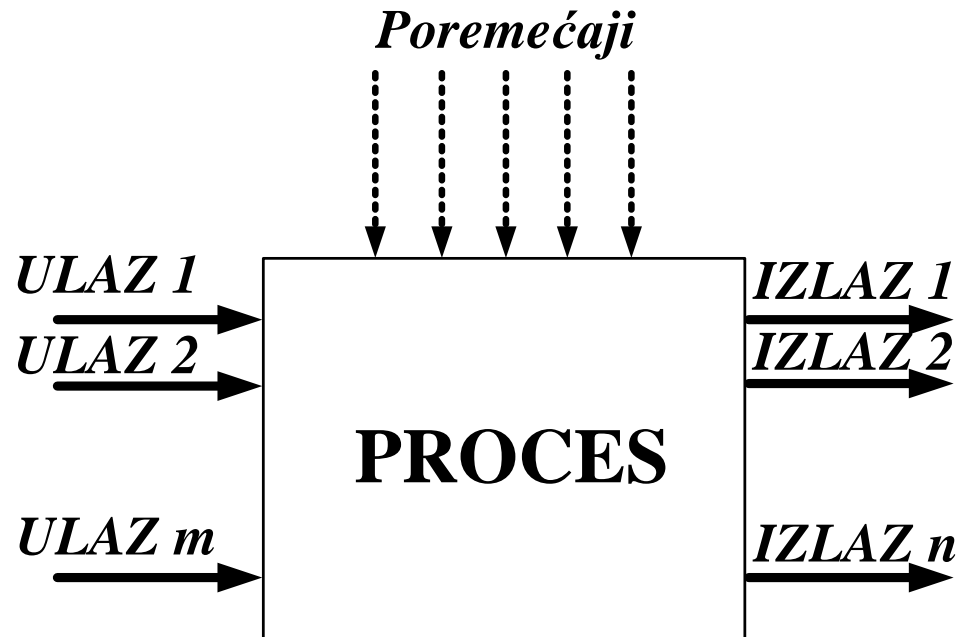 Poremećaji
ULAZ 1
IZLAZ 1
ULAZ 2
IZLAZ 2
PROCES
ULAZ m
IZLAZ n